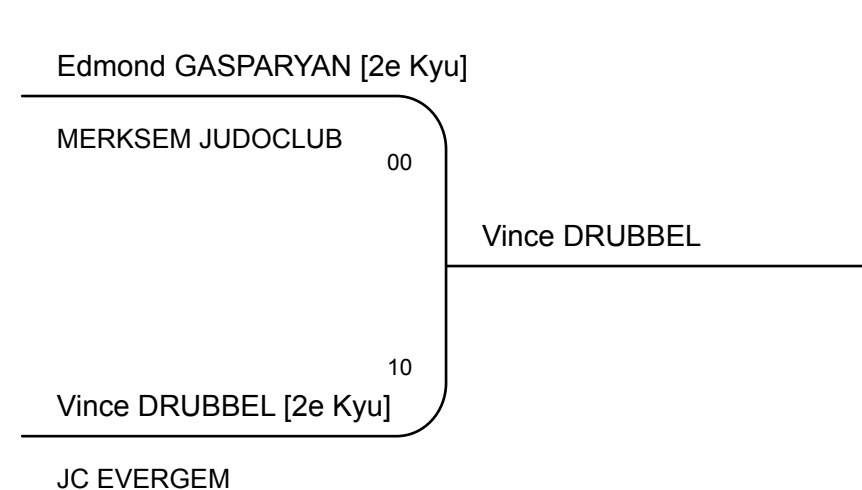 Edmond GASPARYAN [2e Kyu]
MERKSEM JUDOCLUB
00
Vince DRUBBEL
10
Vince DRUBBEL [2e Kyu]
JC EVERGEM